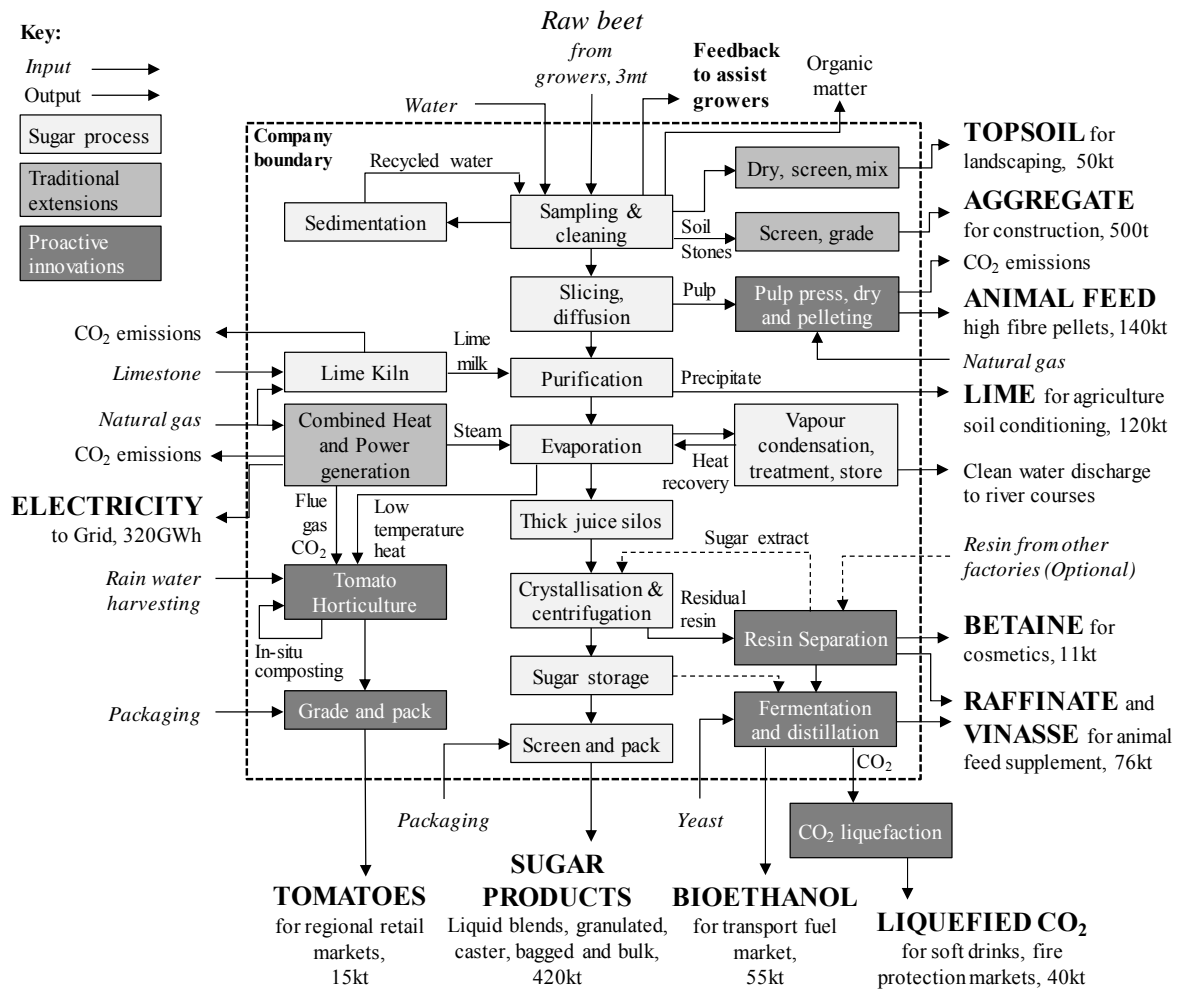 Key:
Input
Output
Sugar process
Traditional
extensions
Proactive
innovations
Raw beet
from
growers, 3mt
Water
Feedback
to assist
growers
Organic
matter
Company
boundary
Recycled water
Sedimentation
Sampling &
cleaning
Soil
Stones
Dry, screen, mix
TOPSOIL for
landscaping, 50kt
Screen, grade
AGGREGATE
for construction, 500t
Slicing,
diffusion
Pulp
Pulp press, dry
and pelleting
CO₂ emissions
ANIMAL FEED
high fibre pellets, 140kt
Natural gas
CO₂ emissions
Limestone
Lime Kiln
Lime
milk
Purification
Precipitate
LIME for agriculture
soil conditioning, 120kt
Natural gas
CO₂ emissions
Combined Heat
and Power
generation
Steam
Evaporation
Heat
recovery
Vapour
condensation,
treatment, store
Clean water discharge
to river courses
ELECTRICITY
to Grid, 320GWh
Flue
gas
CO₂
Low
temperature
heat
Thick juice silos
Sugar extract
Resin from other
factories (Optional)
Rain water
harvesting
Tomato
Horticulture
In-situ
composting
Crystallisation &
centrifugation
Residual
resin
Resin Separation
BETAINE for
cosmetics, 11kt
Sugar storage
RAFFINATE and
VINASSE for animal
feed supplement, 76kt
Packaging
Grade and pack
Screen and pack
Fermentation
and distillation
CO₂
Packaging
Yeast
CO₂ liquefaction
TOMATOES
for regional retail
markets,
15kt
SUGAR
PRODUCTS
Liquid blends, granulated,
caster, bagged and bulk,
420kt
BIOETHANOL
for transport fuel
market,
55kt
LIQUEFIED CO₂
for soft drinks, fire
protection markets, 40kt